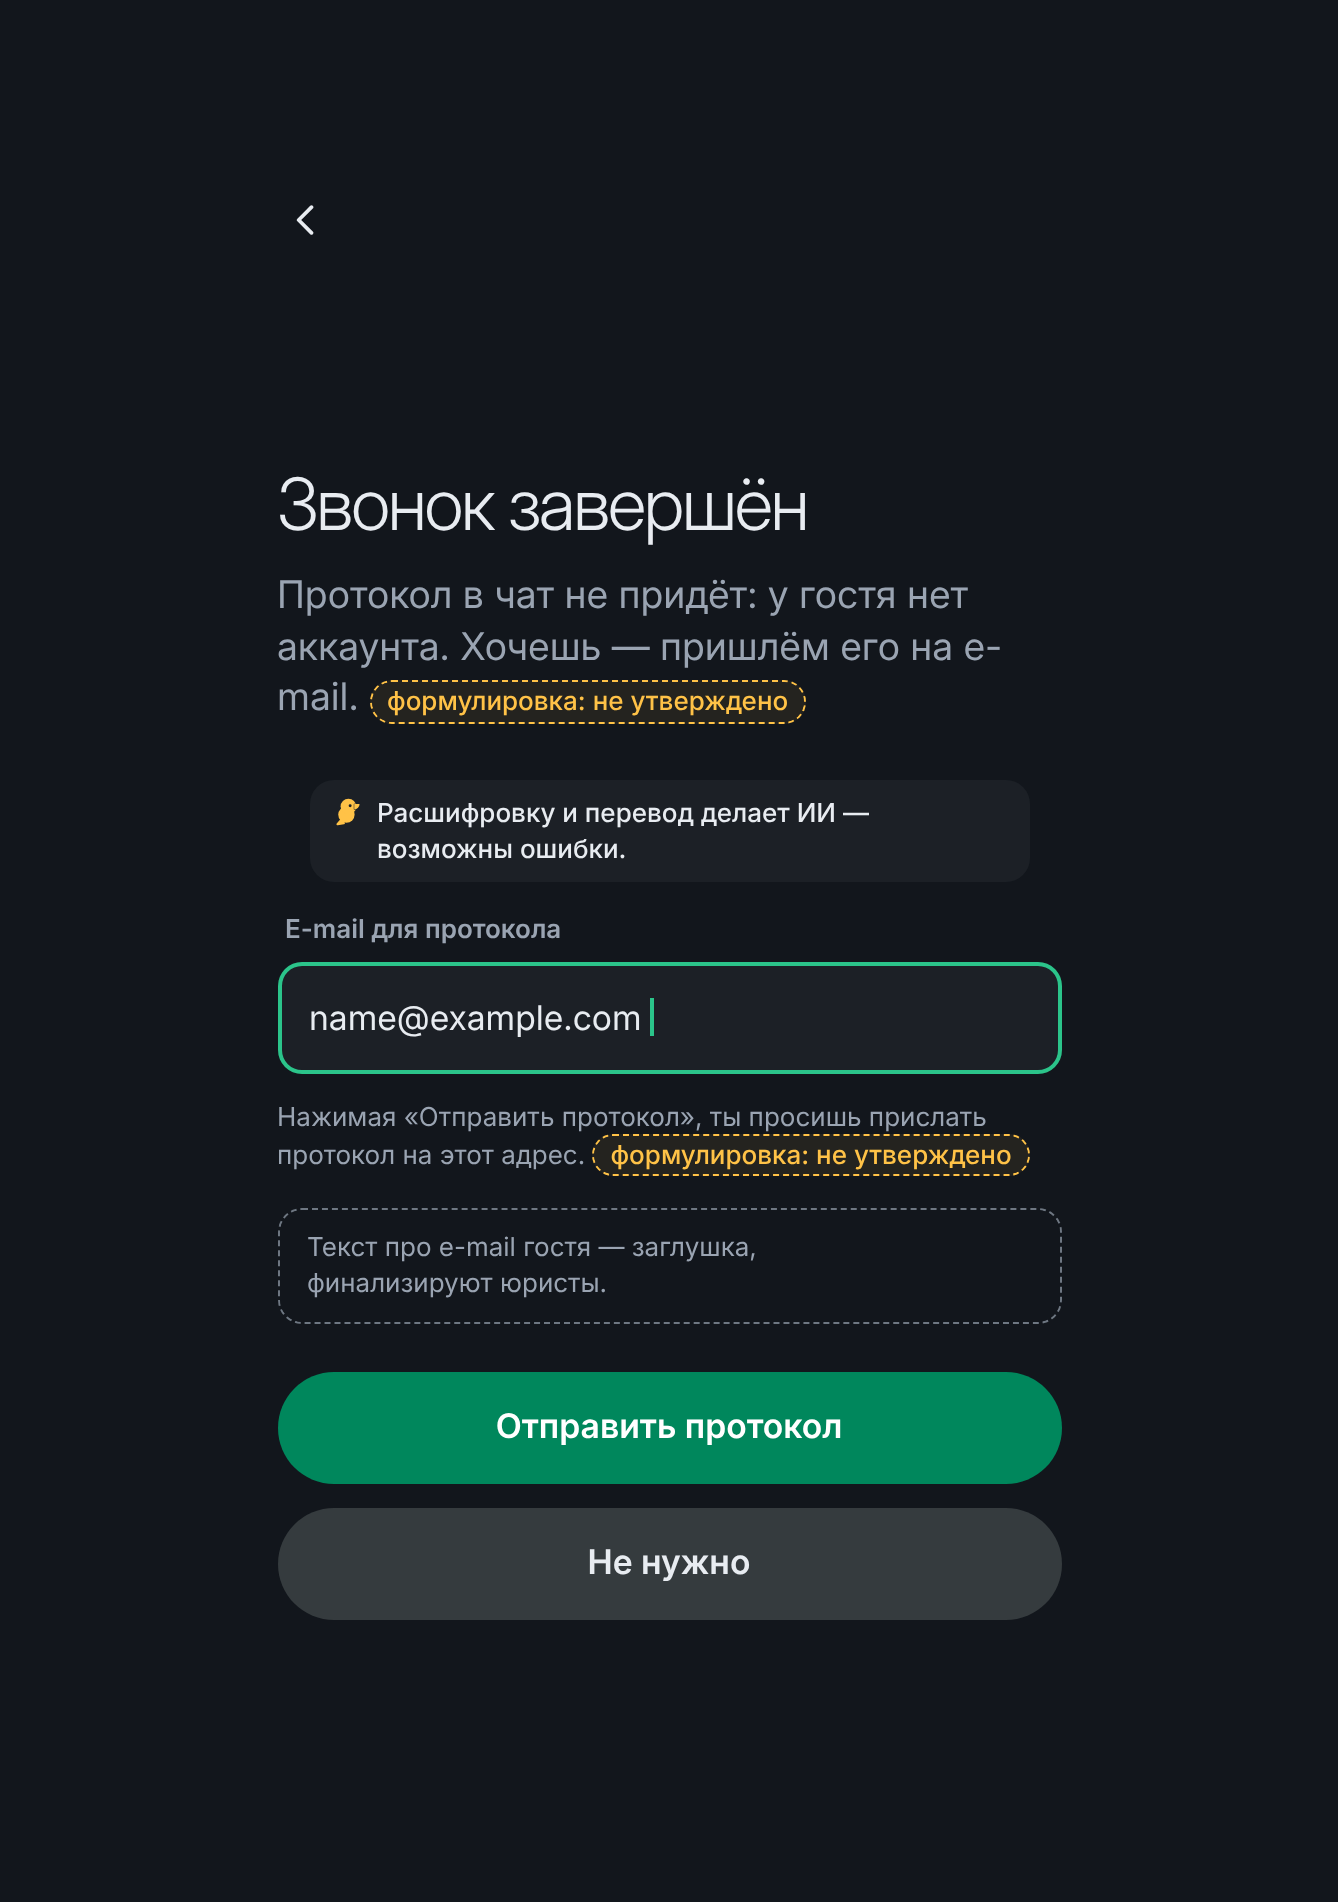 Звонок завершён
Протокол в чат не придёт: у гостя нет
аккаунта. Хочешь — пришлём его на e-
mail. формулировка: не утверждено
Расшифровку и перевод делает ИИ —
возможны ошибки.
E-mail для протокола
name@example.com
Нажимая «Отправить протокол», ты просишь прислать
протокол на этот адрес. формулировка: не утверждено
Текст про e-mail гостя — заглушка,
финализируют юристы.
Отправить протокол
Не нужно